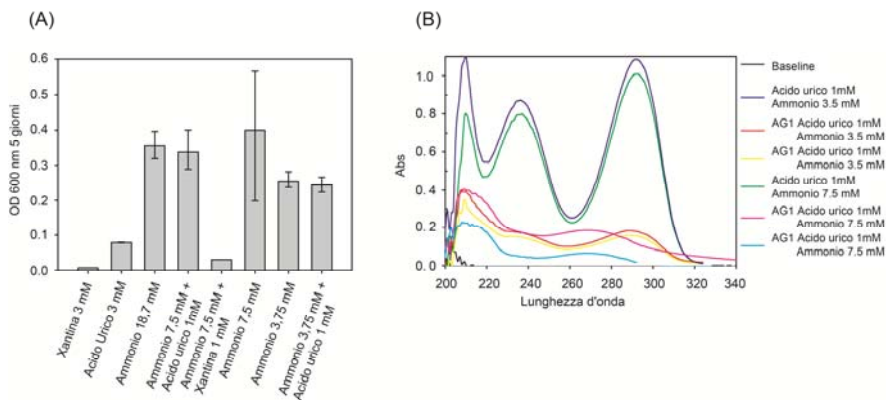 (A)
OD 600 nm 5 giorni
0.6
0.5
0.4
0.3
0.2
0.1
0.0
Xantina 3 mM
Acido Urico 3 mM
Ammonio 18,7 mM
Ammonio 7.5 mM +
Acido urico 1mM
Ammonio 7,5 mM +
Xantina 1 mM
Ammonio 7,5 mM
Ammonio 3,75 mM
Ammonio 3,75 mM +
Acido urico 1 mM
(B)
Abs
1.0
0.8
0.6
0.4
0.2
0.0
200
220
240
260
280
300
320
340
Lunghezza d'onda
Baseline
Acido urico 1mM
Ammonio 3.5 mM
AG1 Acido urico 1mM
Ammonio 3.5 mM
AG1 Acido urico 1mM
Ammonio 3.5 mM
Acido urico 1mM
Ammonio 7.5 mM
AG1 Acido urico 1mM
Ammonio 7.5 mM
AG1 Acido urico 1mM
Ammonio 7.5 mM